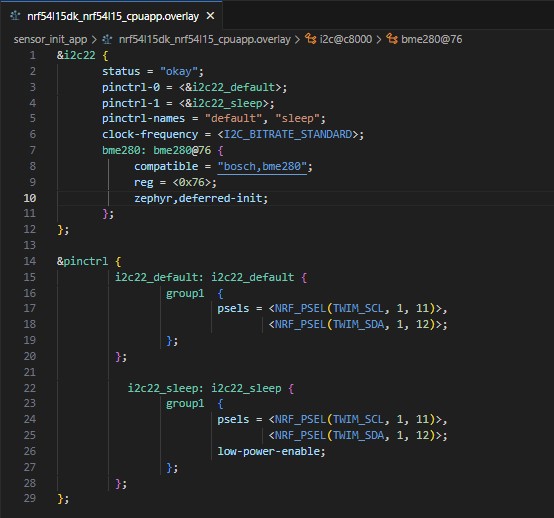 nrf54l15dk_nrf54l15_cpuapp.overlay ×
sensor_init_app > nrf54l15dk_nrf54l15_cpuapp.overlay > i2c@c8000 > bme280@76
1 &i2c22 {
2 status = "okay";
3 pinctrl-0 = <&i2c22_default>;
4 pinctrl-1 = <&i2c22_sleep>;
5 pinctrl-names = "default", "sleep";
6 clock-frequency = <I2C_BITRATE_STANDARD>;
7 bme280: bme280@76 {
8 compatible = "bosch,bme280";
9 reg = <0x76>;
10 zephyr,deferred-init;
11 };
12 };
13
14 &pinctrl {
15 i2c22_default: i2c22_default {
16 group1 {
17 psels = <NRF_PSEL(TWIM_SCL, 1, 11)>,
18 <NRF_PSEL(TWIM_SDA, 1, 12)>;
19 };
20 };
21
22 i2c22_sleep: i2c22_sleep {
23 group1 {
24 psels = <NRF_PSEL(TWIM_SCL, 1, 11)>,
25 <NRF_PSEL(TWIM_SDA, 1, 12)>;
26 low-power-enable;
27 };
28 };
29 };